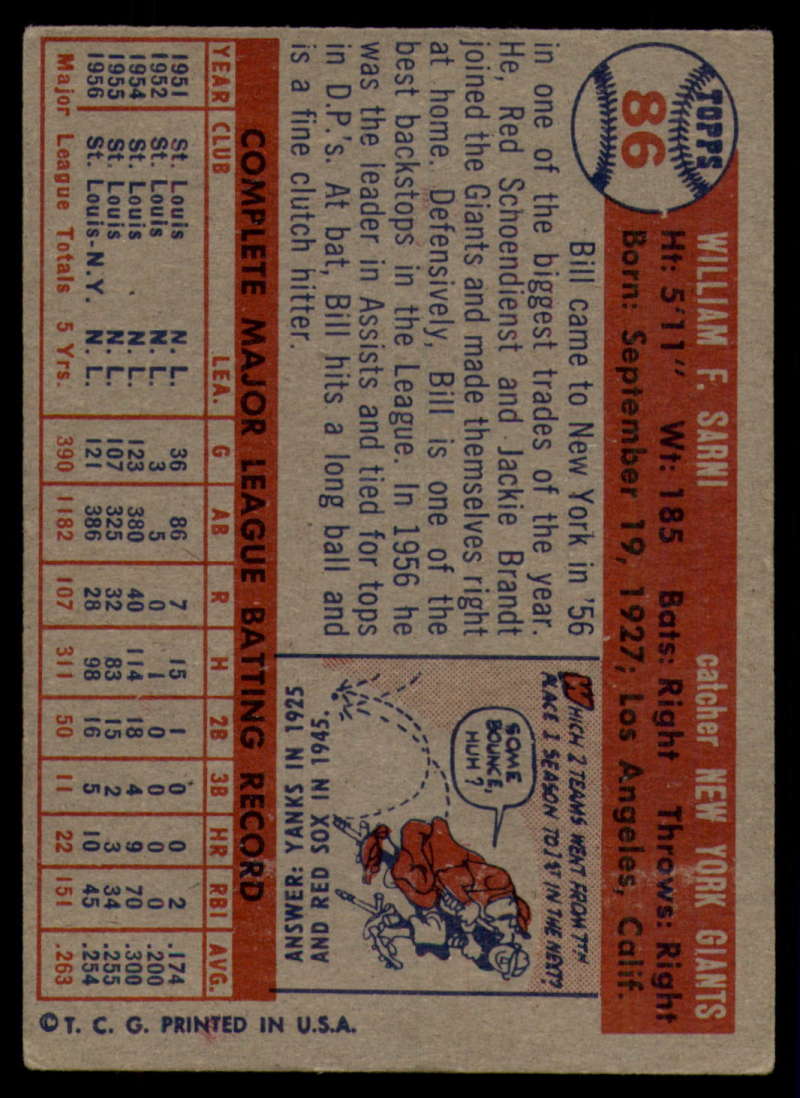 TOPPS
86
WILLIAM F. SARNI
catcher NEW YORK GIANTS
Ht: 5'11" Wt: 185 Bats: Right Throws: Right
Born: September 19, 1927; Los Angeles, Calif.
Bill came to New York in '56
in one of the biggest trades of the year.
He, Red Schoendienst and Jackie Brandt
joined the Giants and made themselves right
at home. Defensively, Bill is one of the
best backstops in the League. In 1956 he
was the leader in Assists and tied for tops
in D.P.'s. At bat, Bill hits a long ball and
is a fine clutch hitter.
WHICH 2 TEAMS WENT FROM 7TH
PLACE 1 SEASON TO 1ST IN THE NEXT?
SOME
BOUNCE,
HUH?
ANSWER: YANKS IN 1925
AND RED SOX IN 1945.
COMPLETE MAJOR LEAGUE BATTING RECORD
YEAR CLUB LEA. G AB R H 2B 3B HR RBI AVG.
1951 St. Louis N. L. 36 86 7 15 1 0 0 2 .174
1952 St. Louis N. L. 3 5 0 1 0 0 0 0 .200
1954 St. Louis N. L. 123 380 40 114 18 4 9 70 .300
1955 St. Louis N. L. 107 325 32 83 15 2 3 34 .255
1956 St. Louis-N.Y. N. L. 121 386 28 98 16 5 10 45 .254
Major League Totals 5 Yrs. 390 1182 107 311 50 11 22 151 .263
© T. C. G. PRINTED IN U.S.A.